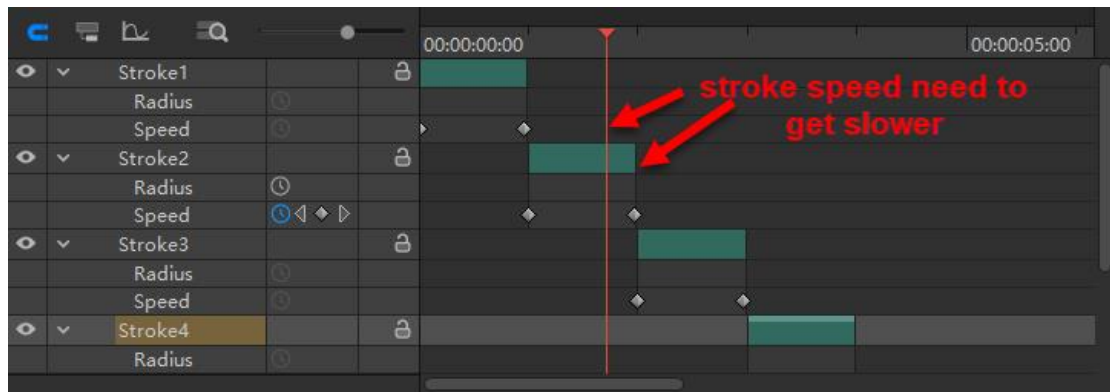 00:00:00:00
00:00:05:00
Stroke1
stroke speed need to
get slower
Radius
Speed
Stroke2
Radius
Speed
Stroke3
Radius
Speed
Stroke4
Radius